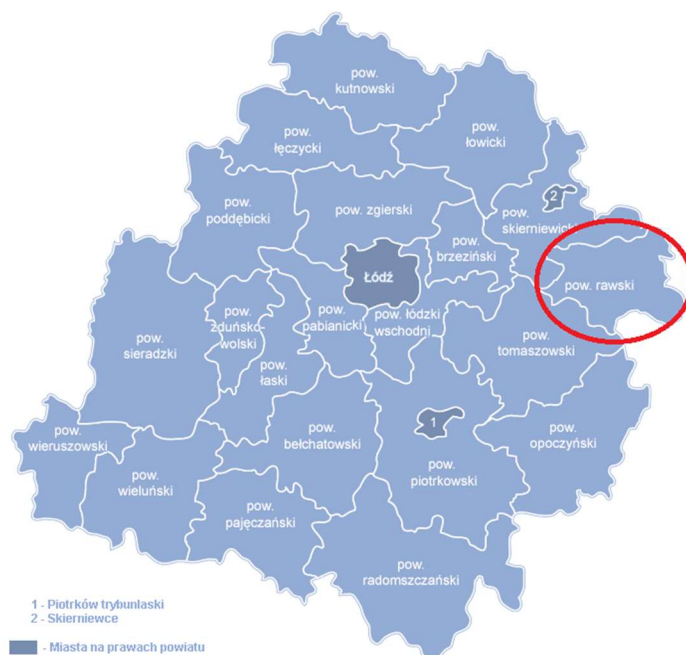 pow.
kutnowski
pow.
łęczycki
pow.
łowicki
pow.
poddębicki
pow. zgierski
2
pow.
skierniewicki
pow.
brzeziński
Łódź
pow. rawski
pow.
sieradzki
pow.
zduńsko-
wolski
pow.
pabianicki
pow. łódzki
wschodni
pow.
tomaszowski
pow.
łaski
pow.
wieruszowski
pow.
wieluński
pow.
bełchatowski
1
pow.
piotrkowski
pow.
opoczyński
pow.
pajęczański
pow.
radomszczański
1 - Piotrków trybunlaski
2 - Skierniewce
- Miasta na prawach powiatu